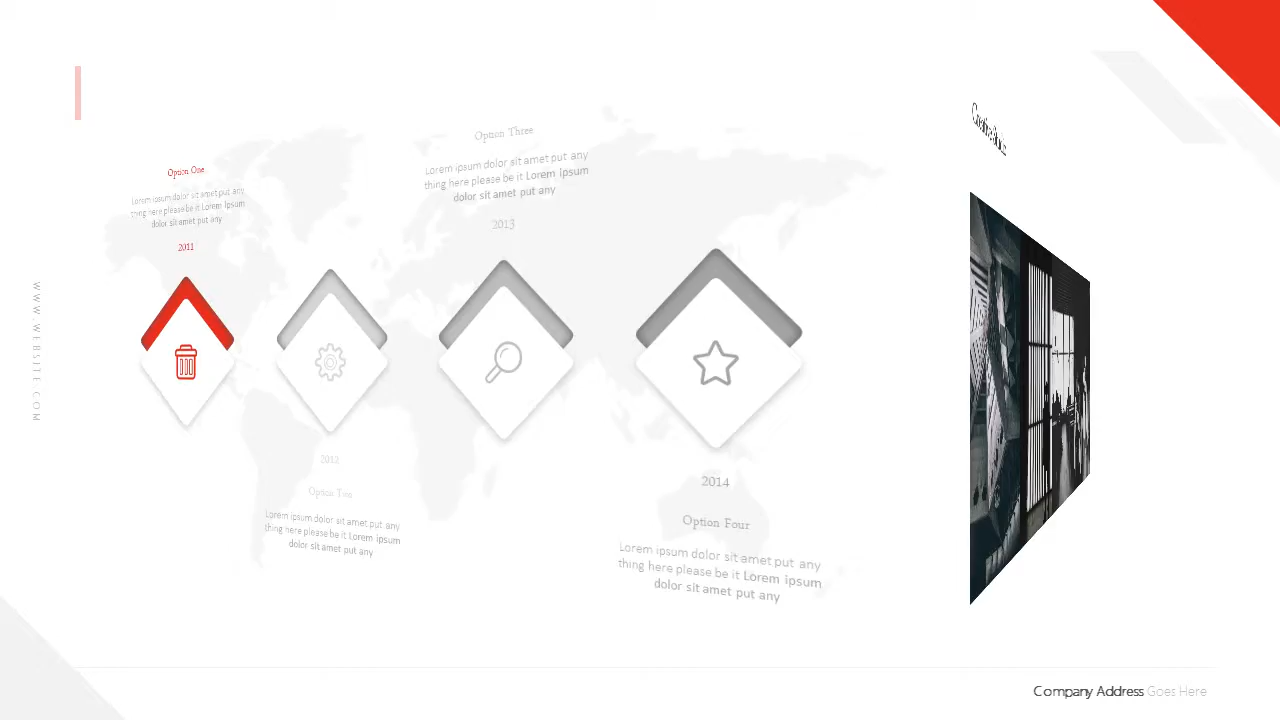 Option Three
Lorem ipsum dolor sit amet put any
thing here please be it Lorem ipsum
dolor sit amet put any
2013
Option One
Lorem ipsum dolor sit amet put any
thing here please be it Lorem ipsum
dolor sit amet put any
2011
WWW.WEBSITE.COM
2012
Option Two
Lorem ipsum dolor sit amet put any
thing here please be it Lorem ipsum
dolor sit amet put any
2014
Option Four
Lorem ipsum dolor sit amet put any
thing here please be it Lorem ipsum
dolor sit amet put any
Company Address Goes Here